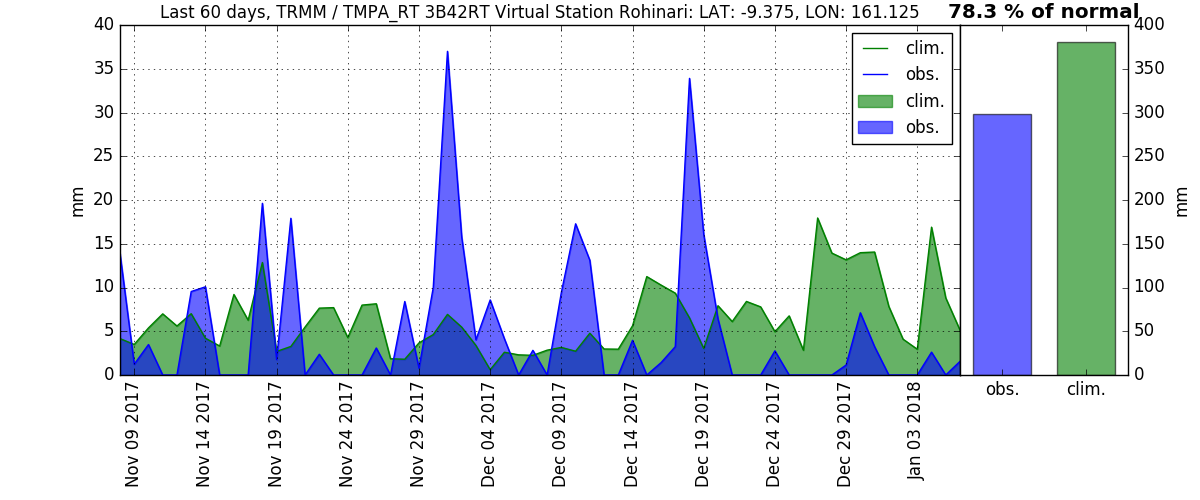 Last 60 days, TRMM / TMPA_RT 3B42RT Virtual Station Rohinari: LAT: -9.375, LON: 161.125
78.3 % of normal
40
35
30
25
20
15
10
5
0
mm
clim.
obs.
clim.
obs.
400
350
300
250
200
150
100
50
0
mm
Nov 09 2017
Nov 14 2017
Nov 19 2017
Nov 24 2017
Nov 29 2017
Dec 04 2017
Dec 09 2017
Dec 14 2017
Dec 19 2017
Dec 24 2017
Dec 29 2017
Jan 03 2018
obs.
clim.